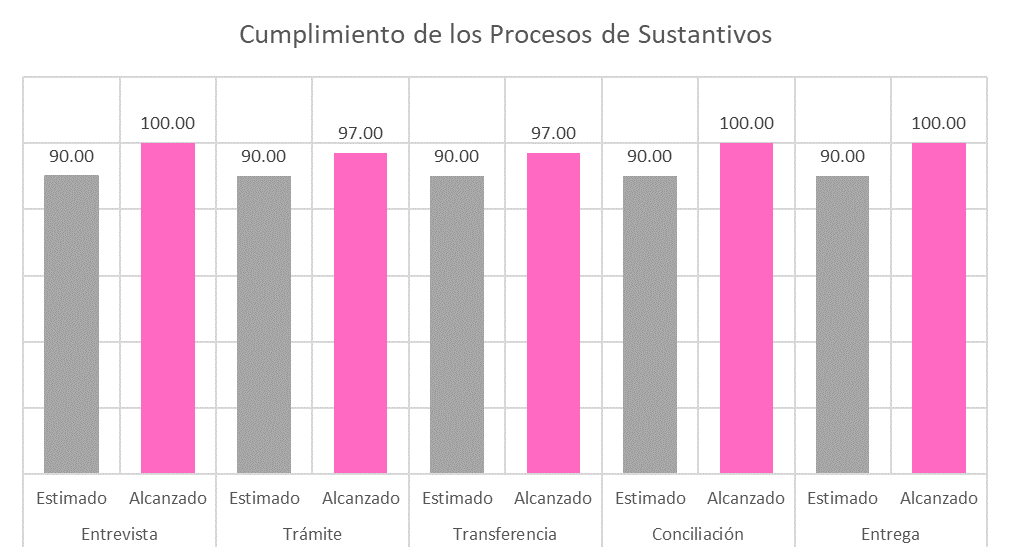 Cumplimiento de los Procesos de Sustantivos
100.00 97.00 97.00 100.00 100.00
90.00 90.00 90.00 90.00 90.00
Estimado Alcanzado Estimado Alcanzado Estimado Alcanzado Estimado Alcanzado Estimado Alcanzado
Entrevista Trámite Transferencia Conciliación Entrega